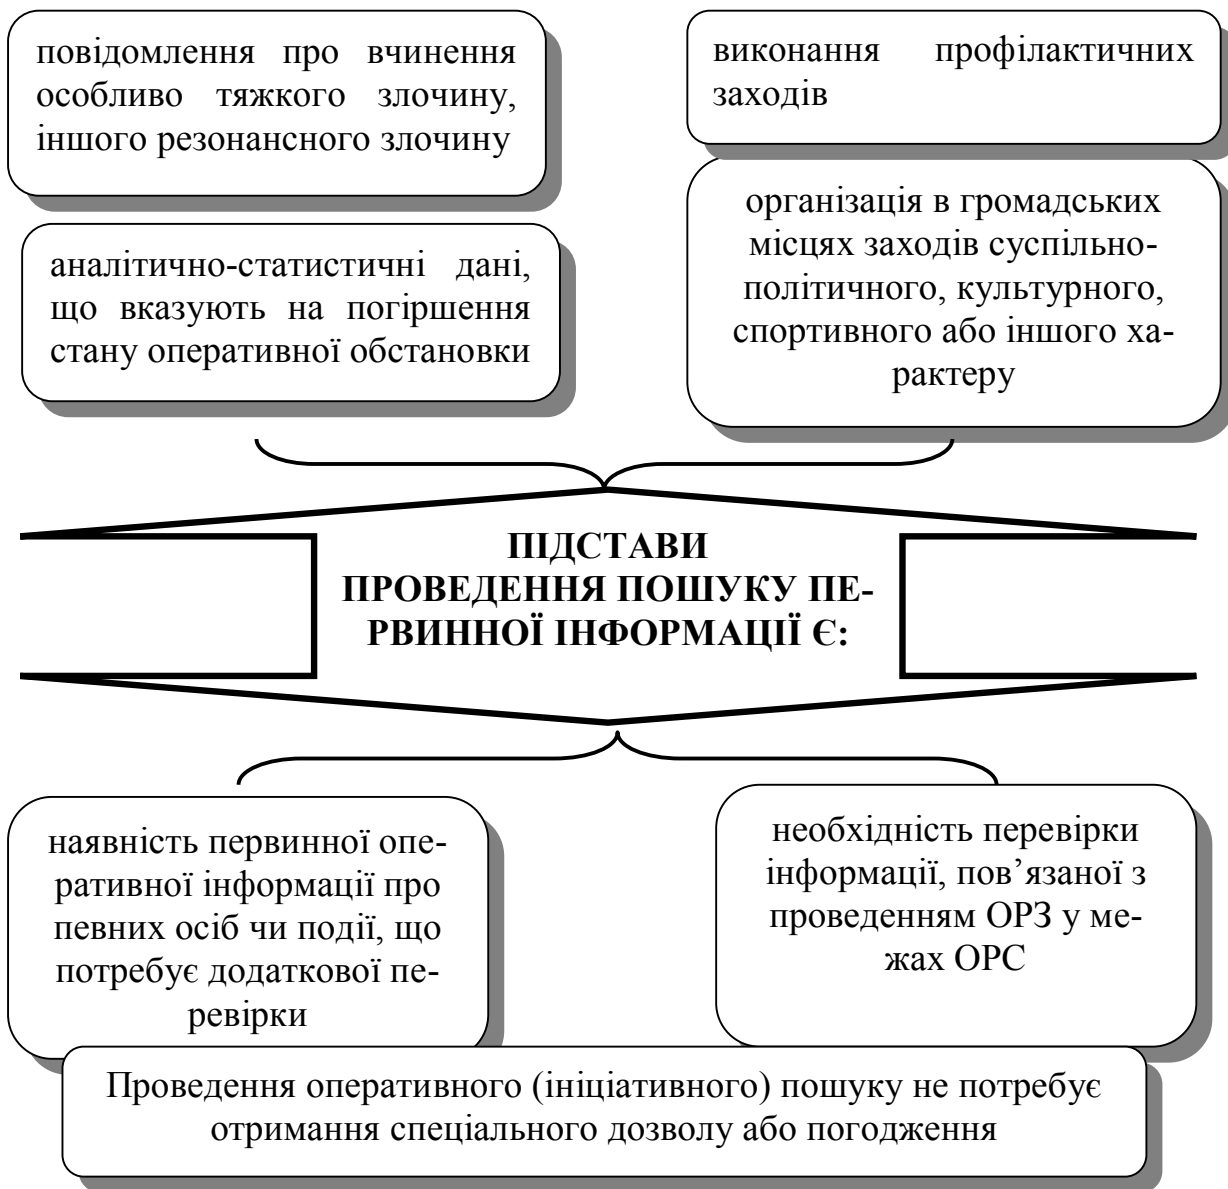 повідомлення про вчинення
особливо тяжкого злочину,
іншого резонансного злочину
виконання профілактичних
заходів
аналітично-статистичні дані,
що вказують на погіршення
стану оперативної обстановки
організація в громадських
місцях заходів суспільно-
політичного, культурного,
спортивного або іншого ха-
рактеру
ПІДСТАВИ
ПРОВЕДЕННЯ ПОШУКУ ПЕ-
РВИННОЇ ІНФОРМАЦІЇ Є:
наявність первинної опе-
ративної інформації про
певних осіб чи події, що
потребує додаткової пе-
ревірки
необхідність перевірки
інформації, пов’язаної з
проведенням ОРЗ у ме-
жах ОРС
Проведення оперативного (ініціативного) пошуку не потребує
отримання спеціального дозволу або погодження